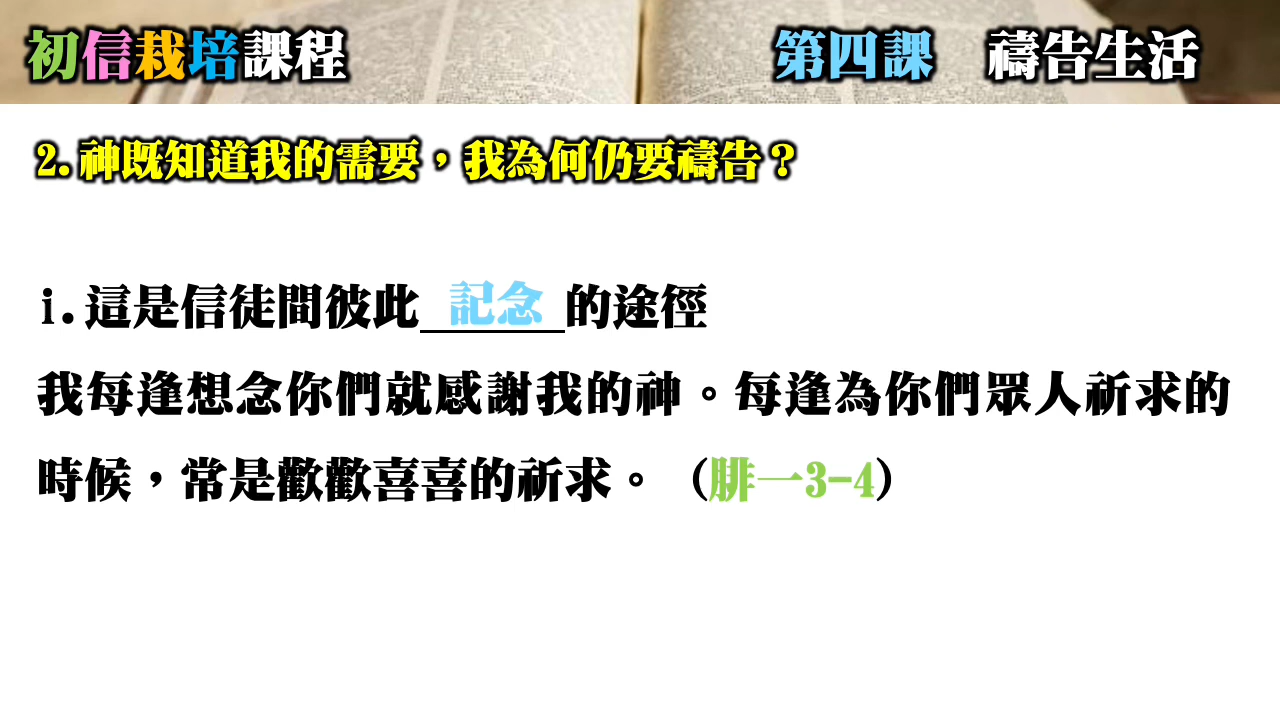 初信栽培課程 第四課 禱告生活
2.神既知道我的需要，我為何仍要禱告？
i.這是信徒間彼此 記念 的途徑
我每逢想念你們就感謝我的神。每逢為你們眾人祈求的
時候，常是歡歡喜喜的祈求。（腓一3-4）